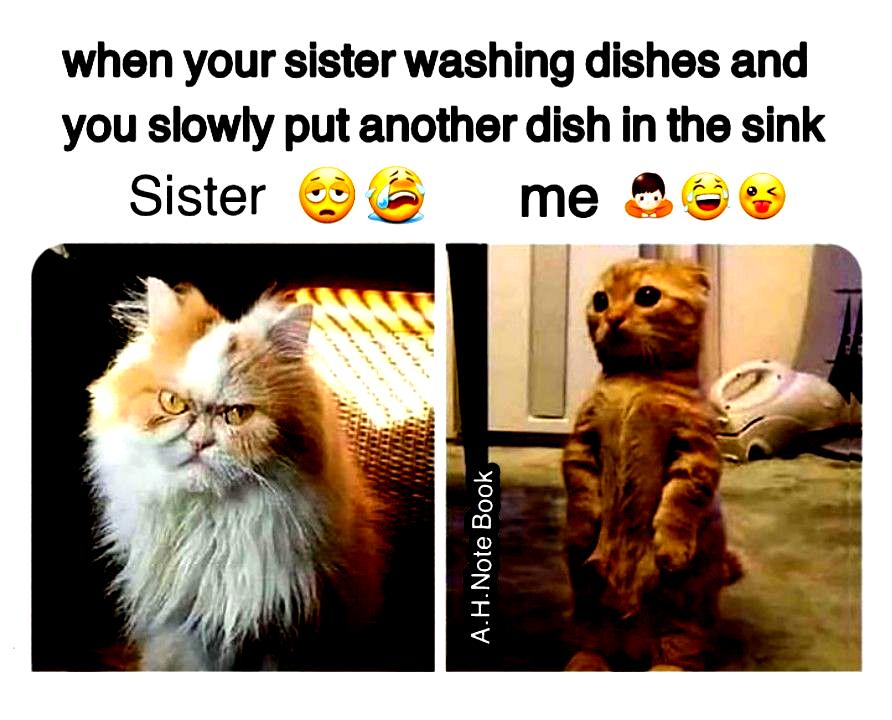 when your sister washing dishes and
you slowly put another dish in the sink
Sister 😩😭 me 🙇😂😜
A.H.Note Book